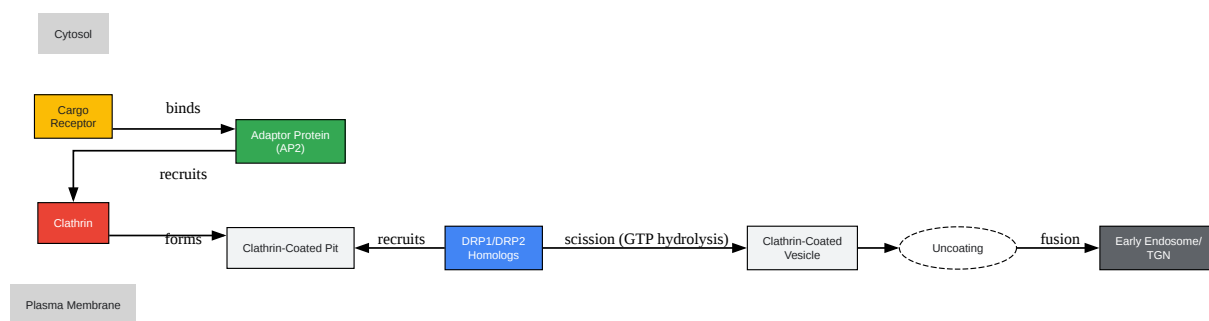 Cytosol
Cargo
Receptor
binds
Adaptor Protein
(AP2)
recruits
Clathrin
forms
Clathrin-Coated Pit
recruits
DRP1/DRP2
Homologs
scission (GTP hydrolysis)
Clathrin-Coated
Vesicle
Uncoating
fusion
Early Endosome/
TGN
Plasma Membrane